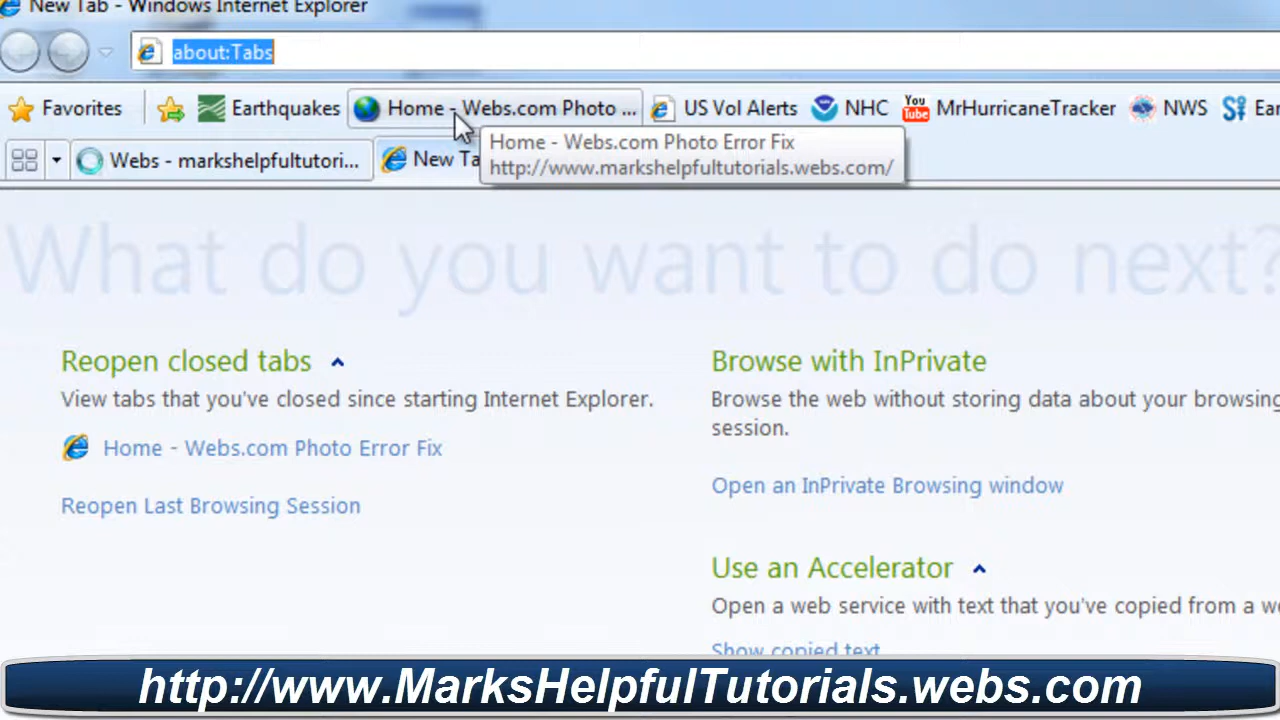 New Tab - Windows Internet Explorer
about:Tabs
Favorites Earthquakes Home - Webs.com Photo ... US Vol Alerts NHC You Tube MrHurricaneTracker NWS
Webs - markshelpfultutori... New Ta
Home - Webs.com Photo Error Fix
http://www.markshelpfultutorials.webs.com/
What do you want to do next?
Reopen closed tabs
View tabs that you've closed since starting Internet Explorer.
Home - Webs.com Photo Error Fix
Reopen Last Browsing Session
Browse with InPrivate
Browse the web without storing data about your browsing
session.
Open an InPrivate Browsing window
Use an Accelerator
Open a web service with text that you've copied from a we
Show copied text
http://www.MarksHelpfulTutorials.webs.com